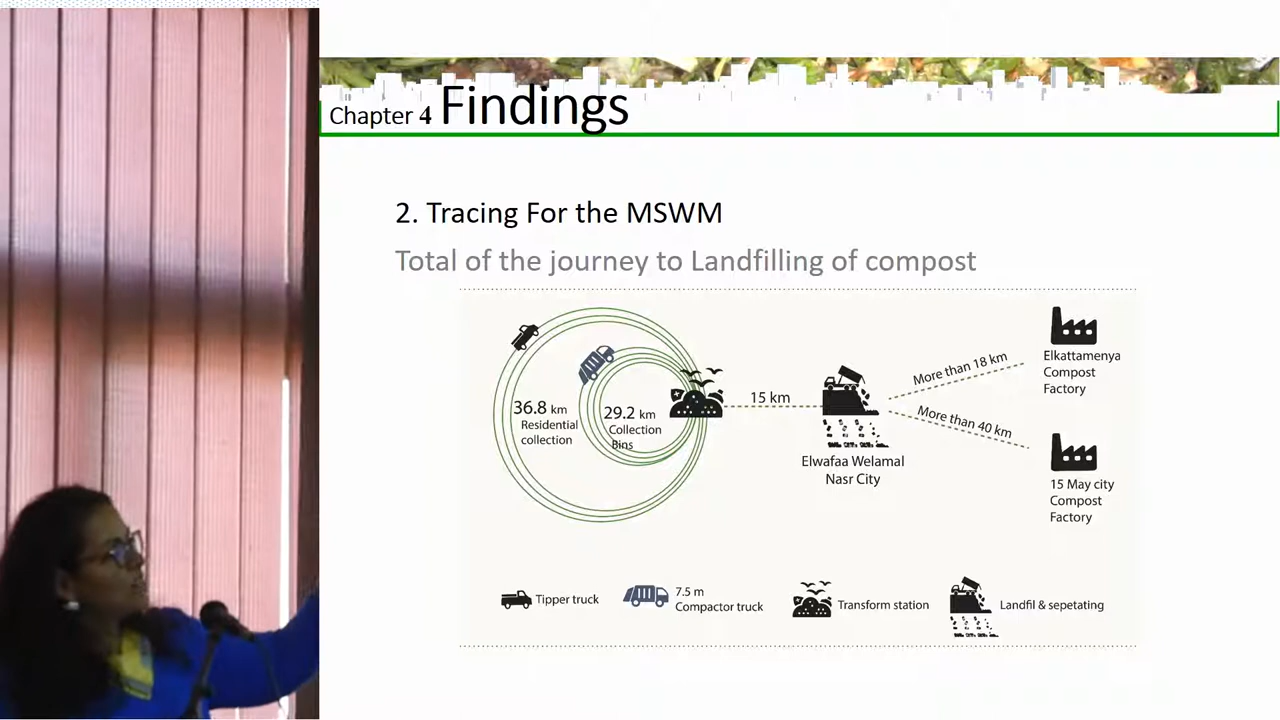 Chapter 4 Findings
2. Tracing For the MSWM
Total of the journey to Landfilling of compost
36.8 km
Residential
collection
29.2 km
Collection
Bins
15 km
Elwafaa Welamal
Nasr City
More than 18 km
More than 40 km
Elkattamenya
Compost
Factory
15 May city
Compost
Factory
Tipper truck
7.5 m
Compactor truck
Transform station
Landfil & sepetating